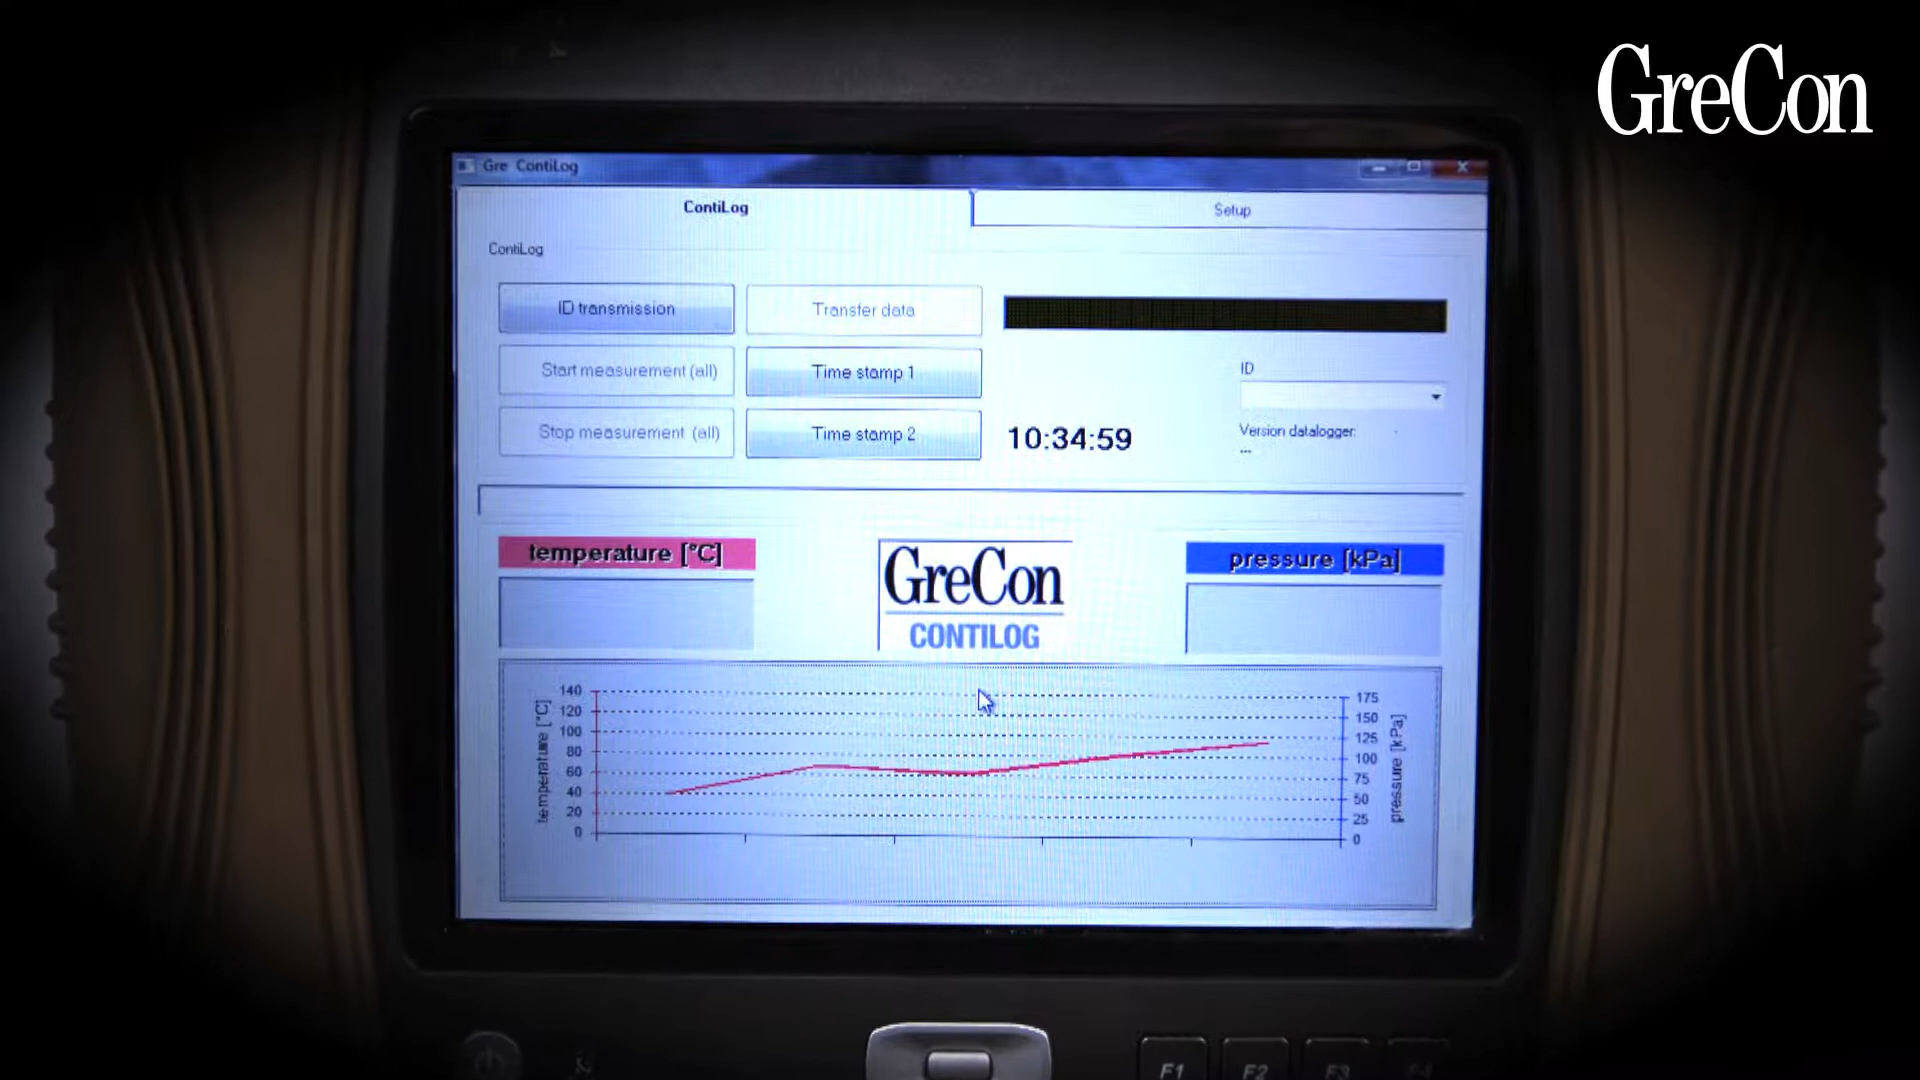 GreCon
Gre ContiLog
ContiLog
Setup
ContiLog
ID transmission
Transfer data
Start measurement (all)
Time stamp 1
ID
Stop measurement (all)
Time stamp 2
10:34:59
Version datalogger:
---
temperature [°C]
GreCon
CONTILOG
pressure [kPa]
140
120
100
80
60
40
20
0
temperature [°C]
175
150
125
100
75
50
25
0
pressure [kPa]
F1
F2
F3
F4